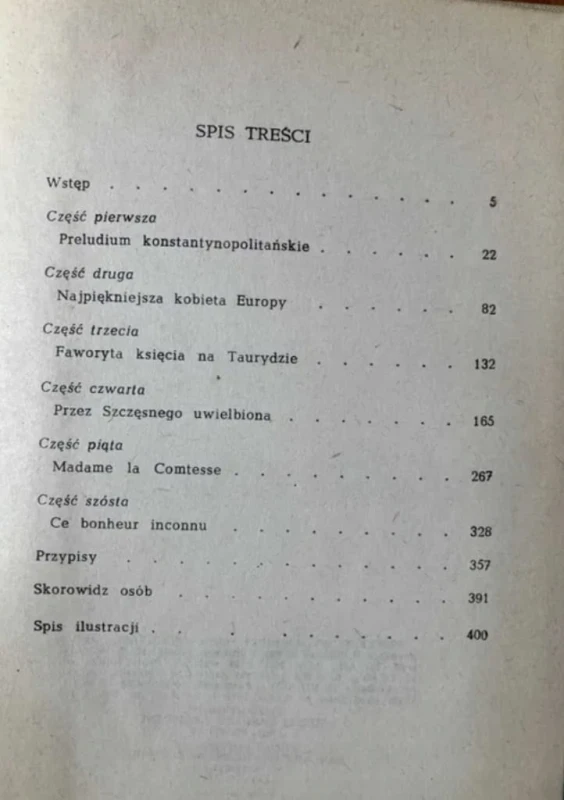 SPIS TREŚCI
Wstęp . . . . . . . . . . . . . 5
Część pierwsza
Preludium konstantynopolitańskie . . . . . . 22
Część druga
Najpiękniejsza kobieta Europy . . . . . . 82
Część trzecia
Faworyta księcia na Taurydzie . . . . . . 132
Część czwarta
Przez Szczęsnego uwielbiona . . . . . . . 165
Część piąta
Madame la Comtesse . . . . . . . . . 267
Część szósta
Ce bonheur inconnu . . . . . . . . . 328
Przypisy . . . . . . . . . . . . . 357
Skorowidz osób . . . . . . . . . . . 391
Spis ilustracji . . . . . . . . . . . 400